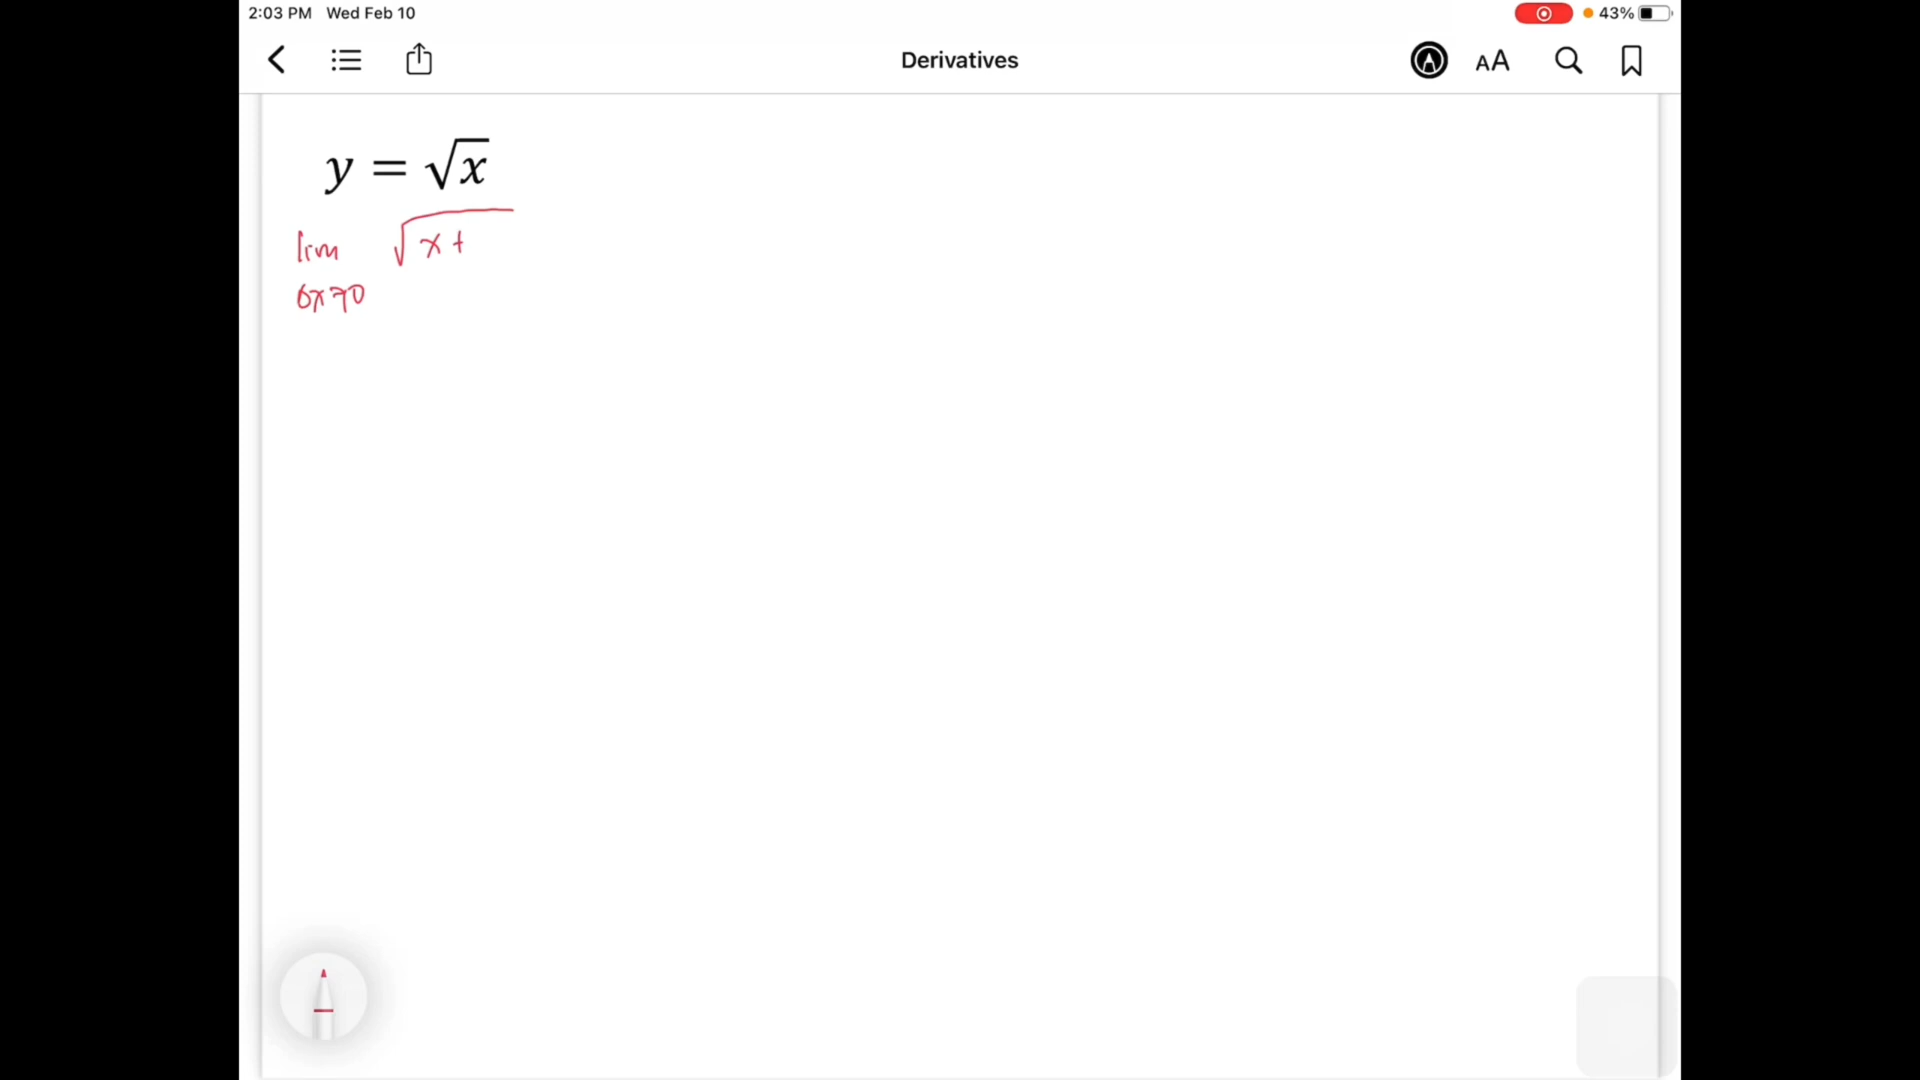 2:03 PM Wed Feb 10 43%
Derivatives AA
y = √x
lim √x +
Δx→0